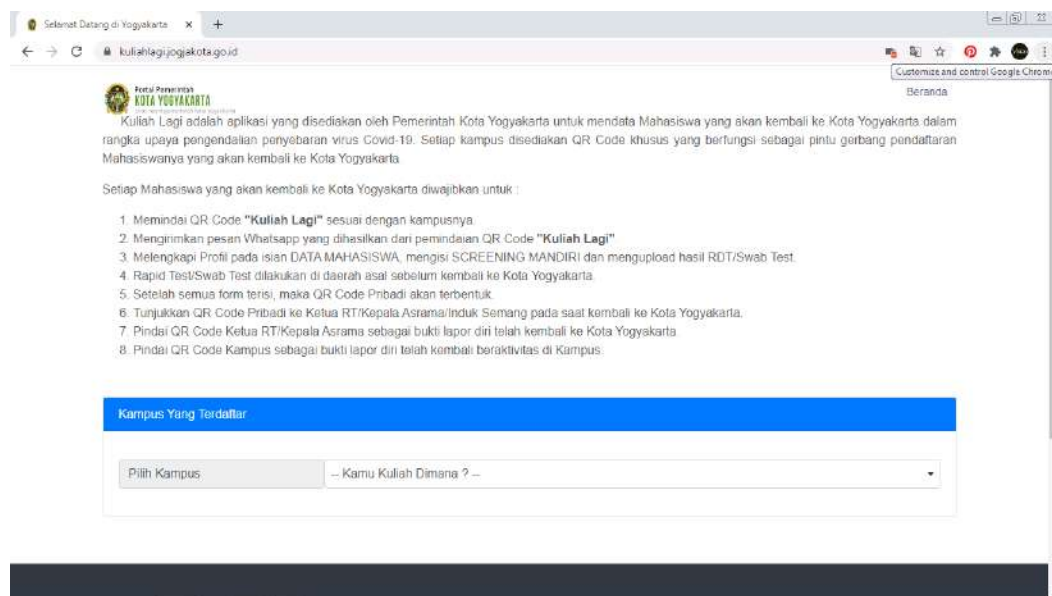 Selamat Datang di Yogyakarta
kuliahlagi.jogjakota.go.id
Customize and control Google Chrom
Portal Pemerintah
KOTA YOGYAKARTA
Beranda
Kuliah Lagi adalah aplikasi yang disediakan oleh Pemerintah Kota Yogyakarta untuk mendata Mahasiswa yang akan kembali ke Kota Yogyakarta dalam
rangka upaya pengendalian penyebaran virus Covid-19. Setiap kampus disediakan QR Code khusus yang berfungsi sebagai pintu gerbang pendaftaran
Mahasiswanya yang akan kembali ke Kota Yogyakarta
Setiap Mahasiswa yang akan kembali ke Kota Yogyakarta diwajibkan untuk :
1. Memindai QR Code "Kuliah Lagi" sesuai dengan kampusnya
2. Mengirimkan pesan Whatsapp yang dihasilkan dari pemindaian QR Code "Kuliah Lagi"
3. Melengkapi Profil pada isian DATA MAHASISWA, mengisi SCREENING MANDIRI dan mengupload hasil RDT/Swab Test.
4. Rapid Test/Swab Test dilakukan di daerah asal sebelum kembali ke Kota Yogyakarta.
5. Setelah semua form terisi, maka QR Code Pribadi akan terbentuk.
6. Tunjukkan QR Code Pribadi ke Ketua RT/Kepala Asrama/Induk Semang pada saat kembali ke Kota Yogyakarta.
7. Pindai QR Code Ketua RT/Kepala Asrama sebagai bukti lapor diri telah kembali ke Kota Yogyakarta
8. Pindai QR Code Kampus sebagai bukti lapor diri telah kembali beraktivitas di Kampus.
Kampus Yang Terdaftar
Pilih Kampus
-- Kamu Kuliah Dimana ? --